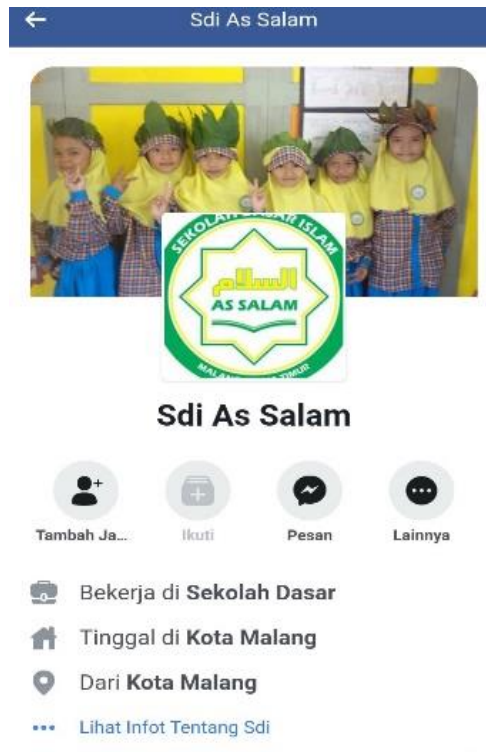 Sdi As Salam
SEKOLAH DASAR ISLAM
السلام
AS SALAM
MALANG JAWA TIMUR
Sdi As Salam
Tambah Ja...
Ikuti
Pesan
Lainnya
Bekerja di Sekolah Dasar
Tinggal di Kota Malang
Dari Kota Malang
Lihat Infot Tentang Sdi